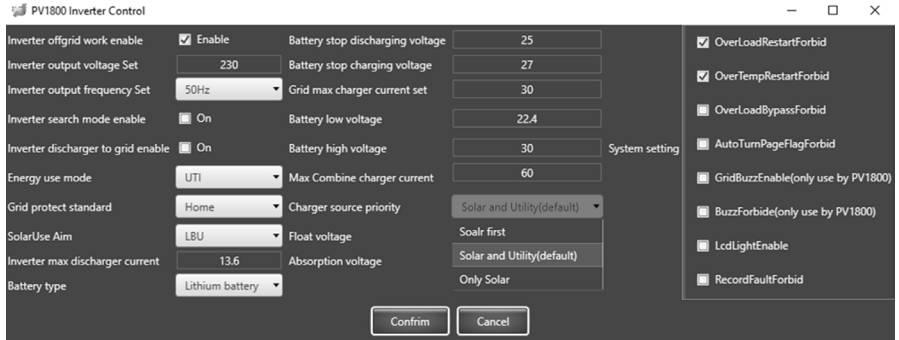 PV1800 Inverter Control
Inverter offgrid work enable Enable Battery stop discharging voltage 25 OverLoadRestartForbid
Inverter output voltage Set 230 Battery stop charging voltage 27 OverTempRestartForbid
Inverter output frequency Set 50Hz Grid max charger current set 30 OverLoadBypassForbid
Inverter search mode enable On Battery low voltage 22.4
Inverter discharger to grid enable On Battery high voltage 30 System setting AutoTurnPageFlagForbid
Energy use mode UTI Max Combine charger current 60 GridBuzzEnable(only use by PV1800)
Grid protect standard Home Charger source priority Solar and Utility(default) BuzzForbide(only use by PV1800)
SolarUse Aim LBU Float voltage Soalr first LcdLightEnable
Inverter max discharger current 13.6 Absorption voltage Solar and Utility(default)
Battery type Lithium battery Only Solar RecordFaultForbid
Confrim Cancel